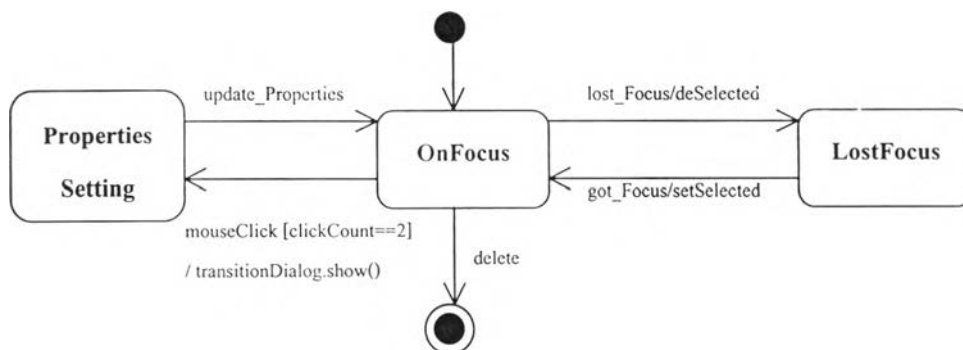 update_Properties
lost_Focus/deSelected
Properties
Setting
OnFocus
LostFocus
got_Focus/setSelected
mouseClick [clickCount==2]
/ transitionDialog.show()
delete